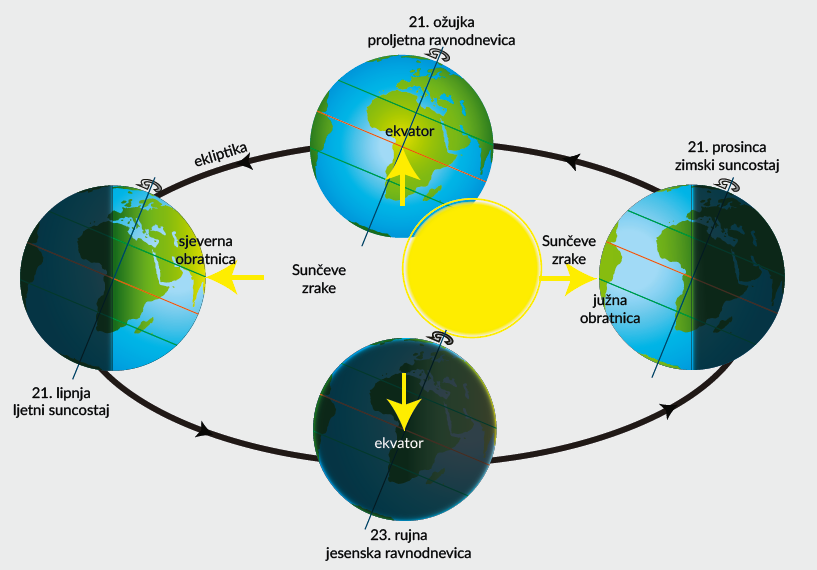 21. ožujka
proljetna ravnodnevica
ekvator
ekliptika
21. prosinca
zimski suncostaj
sjeverna
obratnica
Sunčeve
zrake
Sunčeve
zrake
južna
obratnica
21. lipnja
ljetni suncostaj
ekvator
23. rujna
jesenska ravnodnevica